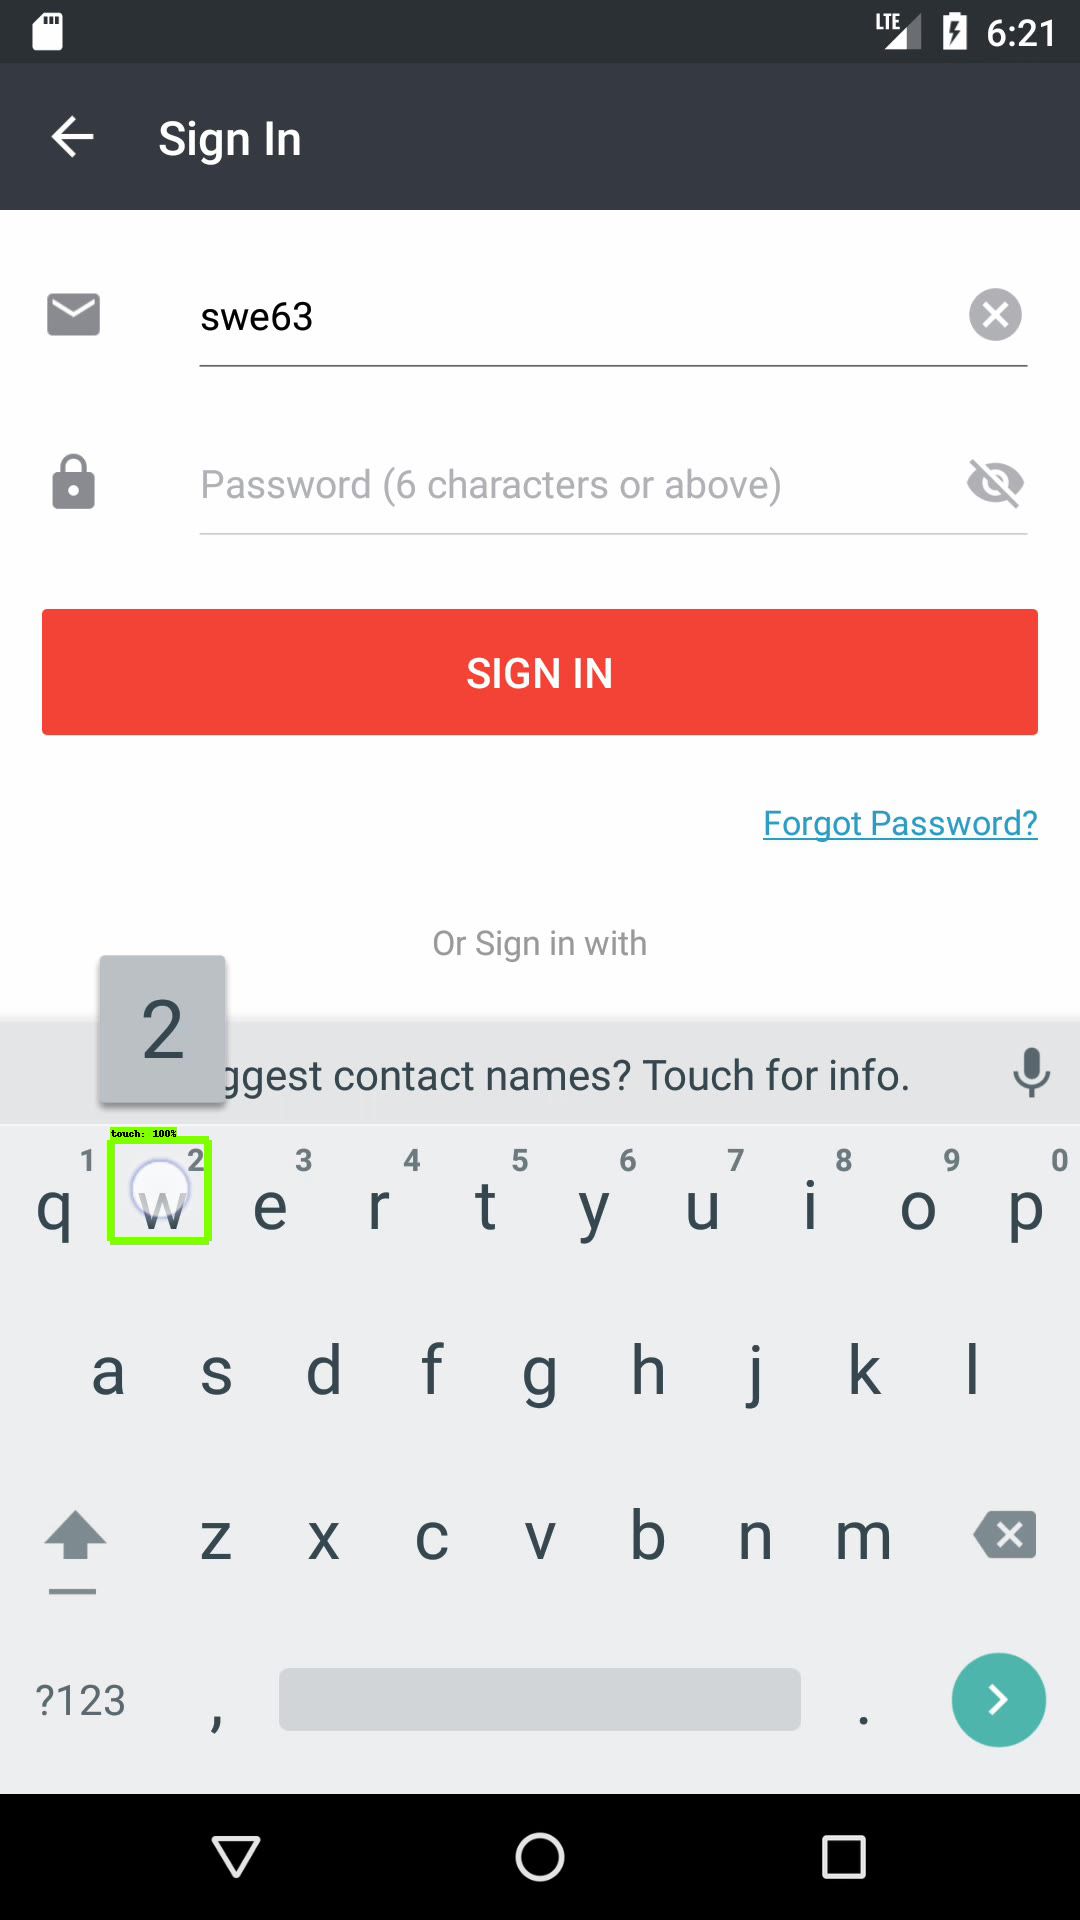 LTE 6:21
Sign In
swe63
Password (6 characters or above)
SIGN IN
Forgot Password?
Or Sign in with
2
ggest contact names? Touch for info.
touch: 100%
1 2 3 4 5 6 7 8 9 0
q w e r t y u i o p
a s d f g h j k l
z x c v b n m
?123 , .